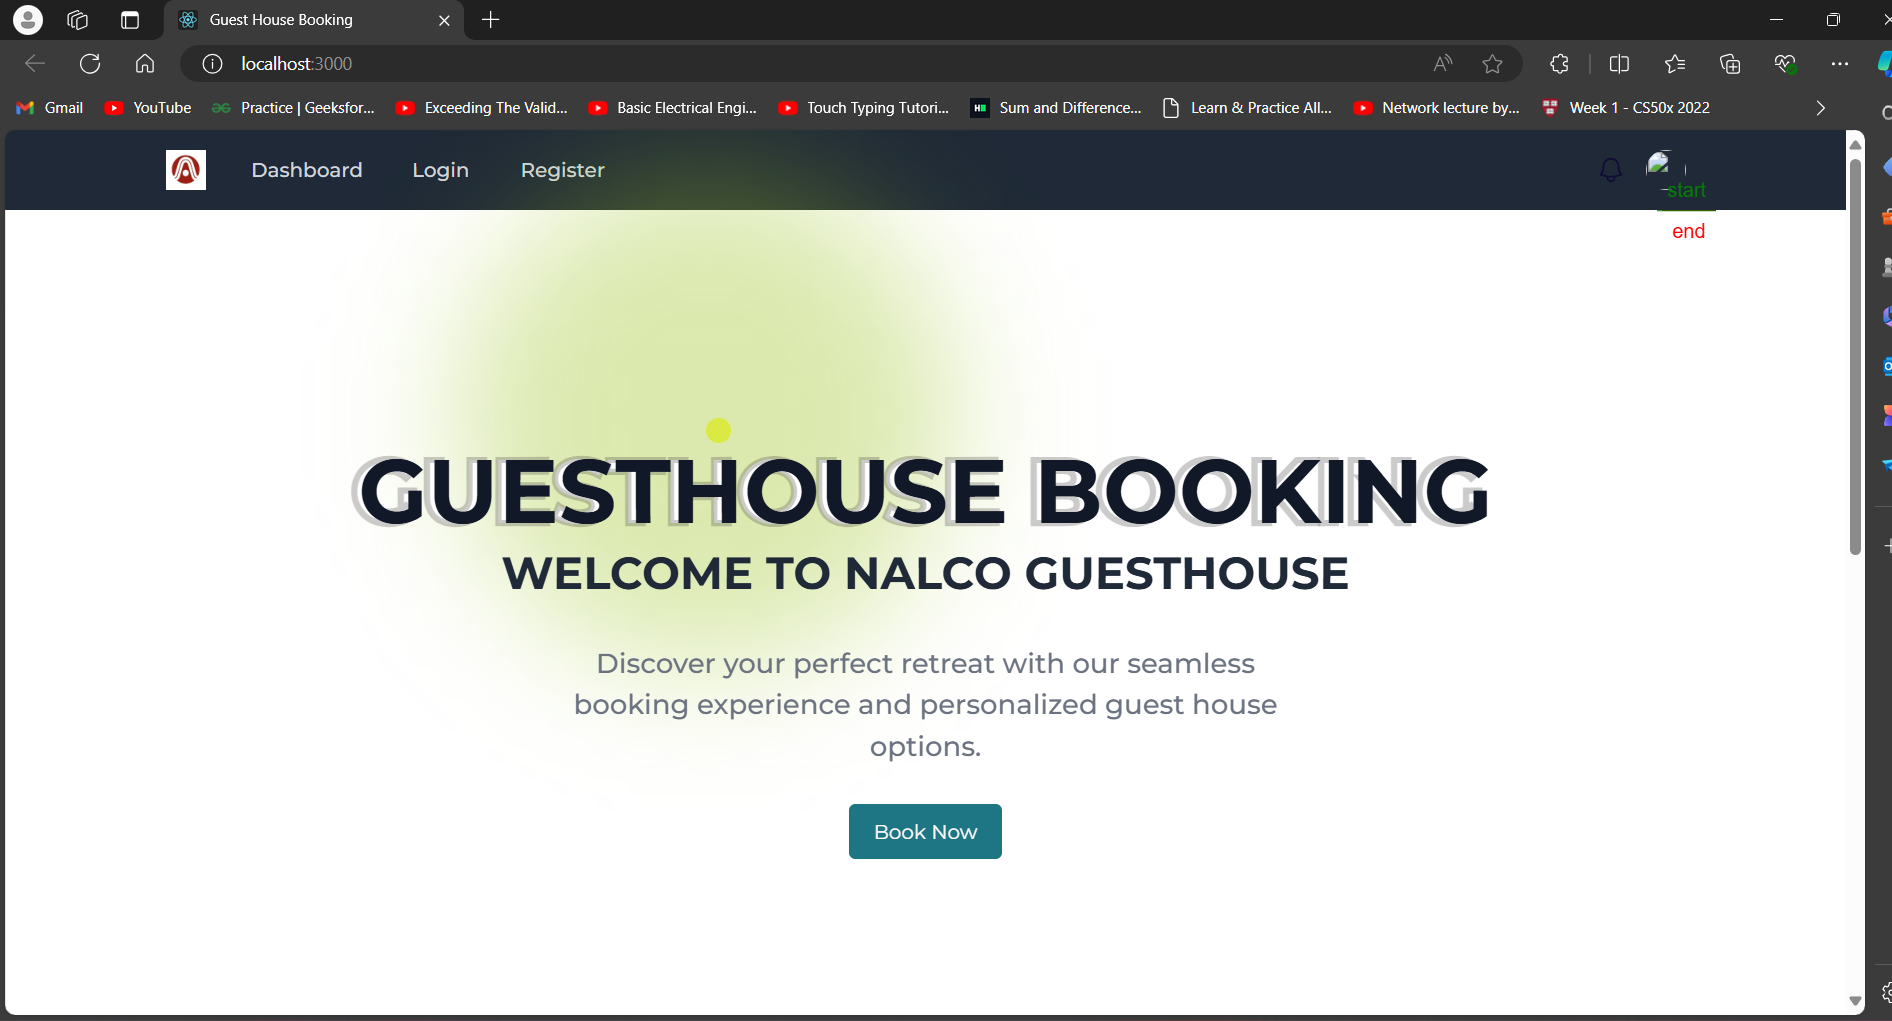 Guest House Booking
localhost:3000
Gmail YouTube Practice | Geeksfor... Exceeding The Valid... Basic Electrical Engi... Touch Typing Tutori... Sum and Difference... Learn & Practice All... Network lecture by... Week 1 - CS50x 2022
Dashboard Login Register
start
end
GUESTHOUSE BOOKING
WELCOME TO NALCO GUESTHOUSE
Discover your perfect retreat with our seamless
booking experience and personalized guest house
options.
Book Now